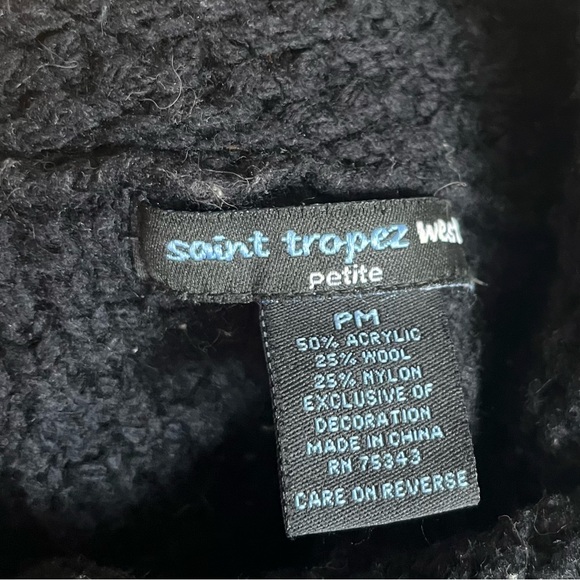 saint tropez west
petite
PM
50% ACRYLIC
25% WOOL
25% NYLON
EXCLUSIVE OF
DECORATION
MADE IN CHINA
RN 75343
CARE ON REVERSE